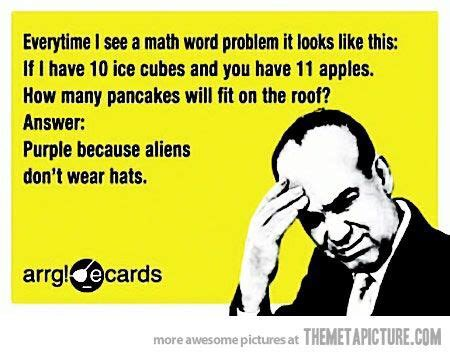 Everytime I see a math word problem it looks like this:
If I have 10 ice cubes and you have 11 apples.
How many pancakes will fit on the roof?
Answer:
Purple because aliens
don't wear hats.
arrg!ecards
more awesome pictures at THEMETAPICTURE.COM